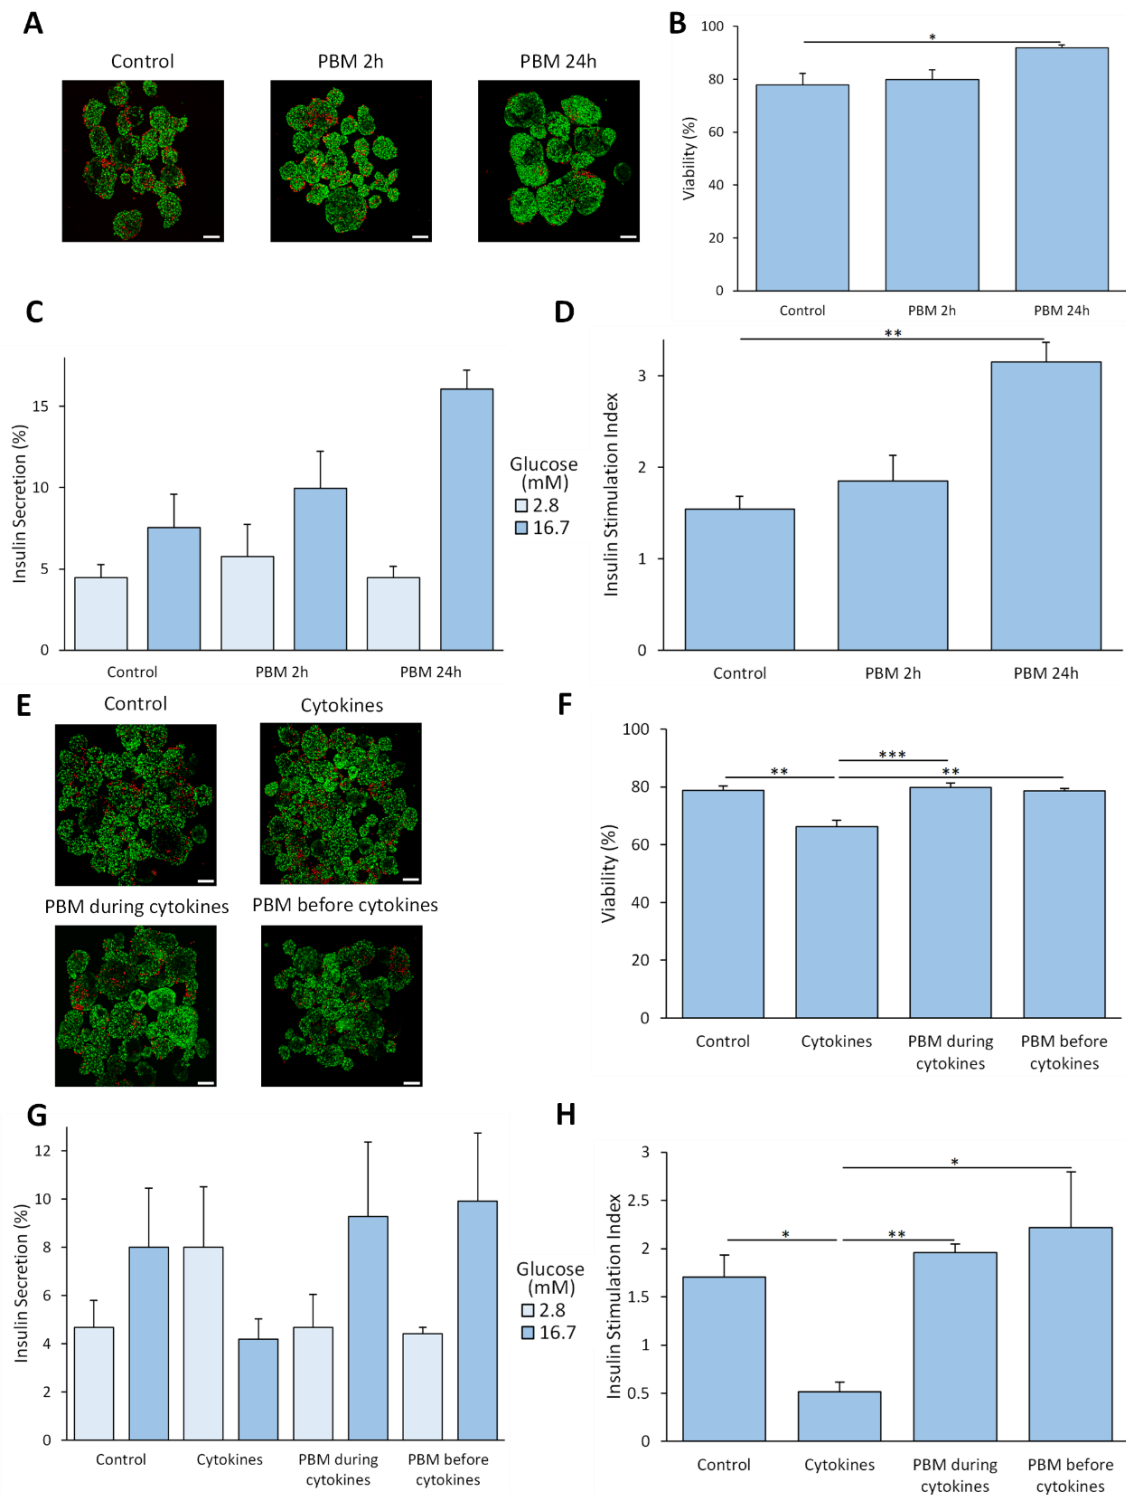 A
Control
PBM 2h
PBM 24h
B
100
80
60
40
20
0
Viability (%)
*
Control
PBM 2h
PBM 24h
C
15
10
5
0
Insulin Secretion (%)
Control
PBM 2h
PBM 24h
Glucose
(mM)
2.8
16.7
D
3
2
1
0
Insulin Stimulation Index
**
Control
PBM 2h
PBM 24h
E
Control
Cytokines
PBM during cytokines
PBM before cytokines
F
100
80
60
40
20
0
Viability (%)
**
***
**
Control
Cytokines
PBM during
cytokines
PBM before
cytokines
G
12
10
8
6
4
2
0
Insulin Secretion (%)
Control
Cytokines
PBM during
cytokines
PBM before
cytokines
Glucose
(mM)
2.8
16.7
H
3
2.5
2
1.5
1
0.5
0
Insulin Stimulation Index
*
*
**
Control
Cytokines
PBM during
cytokines
PBM before
cytokines